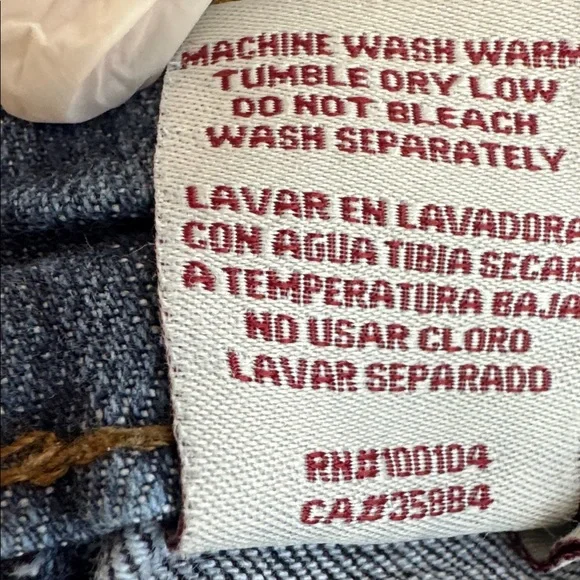 MACHINE WASH WARM
TUMBLE DRY LOW
DO NOT BLEACH
WASH SEPARATELY
LAVAR EN LAVADORA
CON AGUA TIBIA SECAR
A TEMPERATURA BAJA
NO USAR CLORO
LAVAR SEPARADO
RN#100104
CA#35884